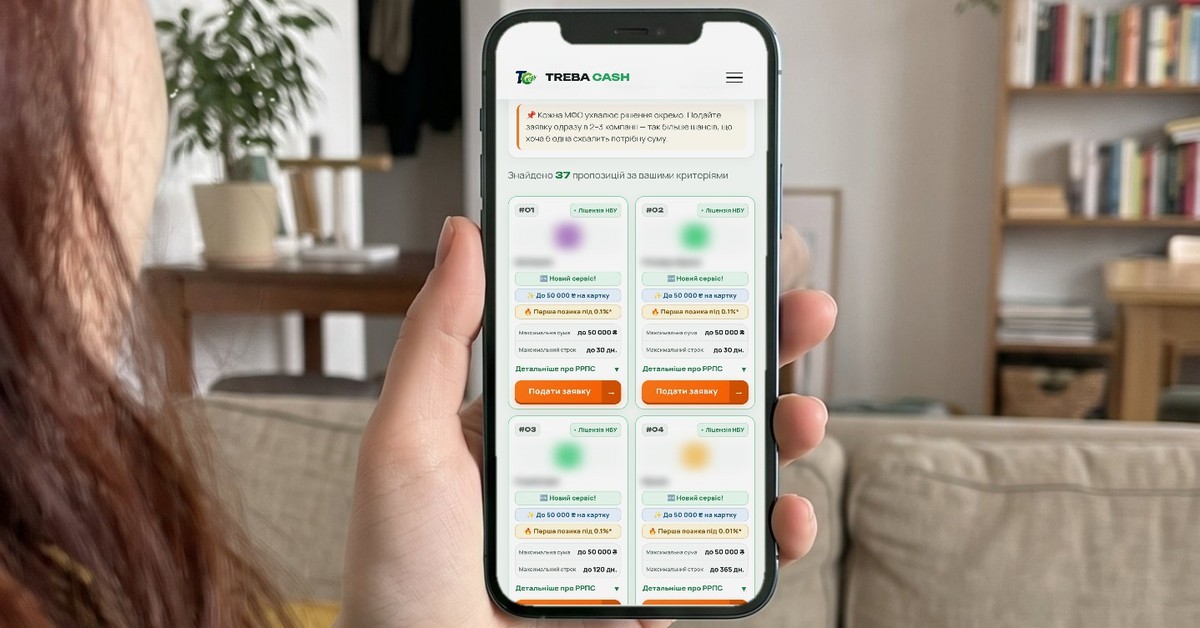 TREBA CASH
📌 Кожна МФО ухвалює рішення окремо. Подайте
заявку одразу в 2–3 компанії — так більше шансів, що
хоча б одна схвалить потрібну суму.
Знайдено 37 пропозицій за вашими критеріями
#01
• Ліцензія НБУ
🆕 Новий сервіс!
✨ До 50 000 ₴ на картку
🔥 Перша позика під 0.1%*
Максимальна сума до 50 000 ₴
Максимальний строк до 30 дн.
Детальніше про РРПС ▼
Подати заявку →
#02
• Ліцензія НБУ
🆕 Новий сервіс!
✨ До 50 000 ₴ на картку
🔥 Перша позика під 0.1%*
Максимальна сума до 50 000 ₴
Максимальний строк до 30 дн.
Детальніше про РРПС ▼
Подати заявку →
#03
• Ліцензія НБУ
🆕 Новий сервіс!
✨ До 50 000 ₴ на картку
🔥 Перша позика під 0.1%*
Максимальна сума до 50 000 ₴
Максимальний строк до 120 дн.
Детальніше про РРПС ▼
#04
• Ліцензія НБУ
🆕 Новий сервіс!
✨ До 50 000 ₴ на картку
🔥 Перша позика під 0.01%*
Максимальна сума до 50 000 ₴
Максимальний строк до 365 дн.
Детальніше про РРПС ▼